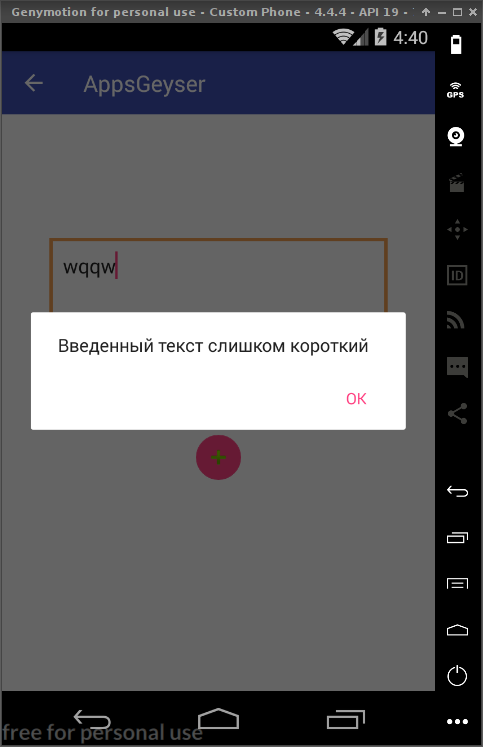 Genymotion for personal use - Custom Phone - 4.4.4 - API 19 -
4:40
AppsGeyser
GPS
wqqw
ID
Введенный текст слишком короткий
OK
free for personal use